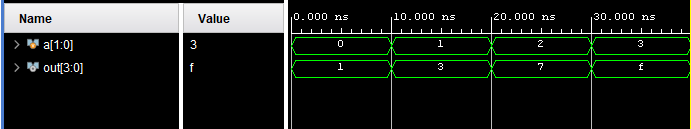 Name Value 0.000 ns 10.000 ns 20.000 ns 30.000 ns
a[1:0] 3 0 1 2 3
out[3:0] f 1 3 7 f